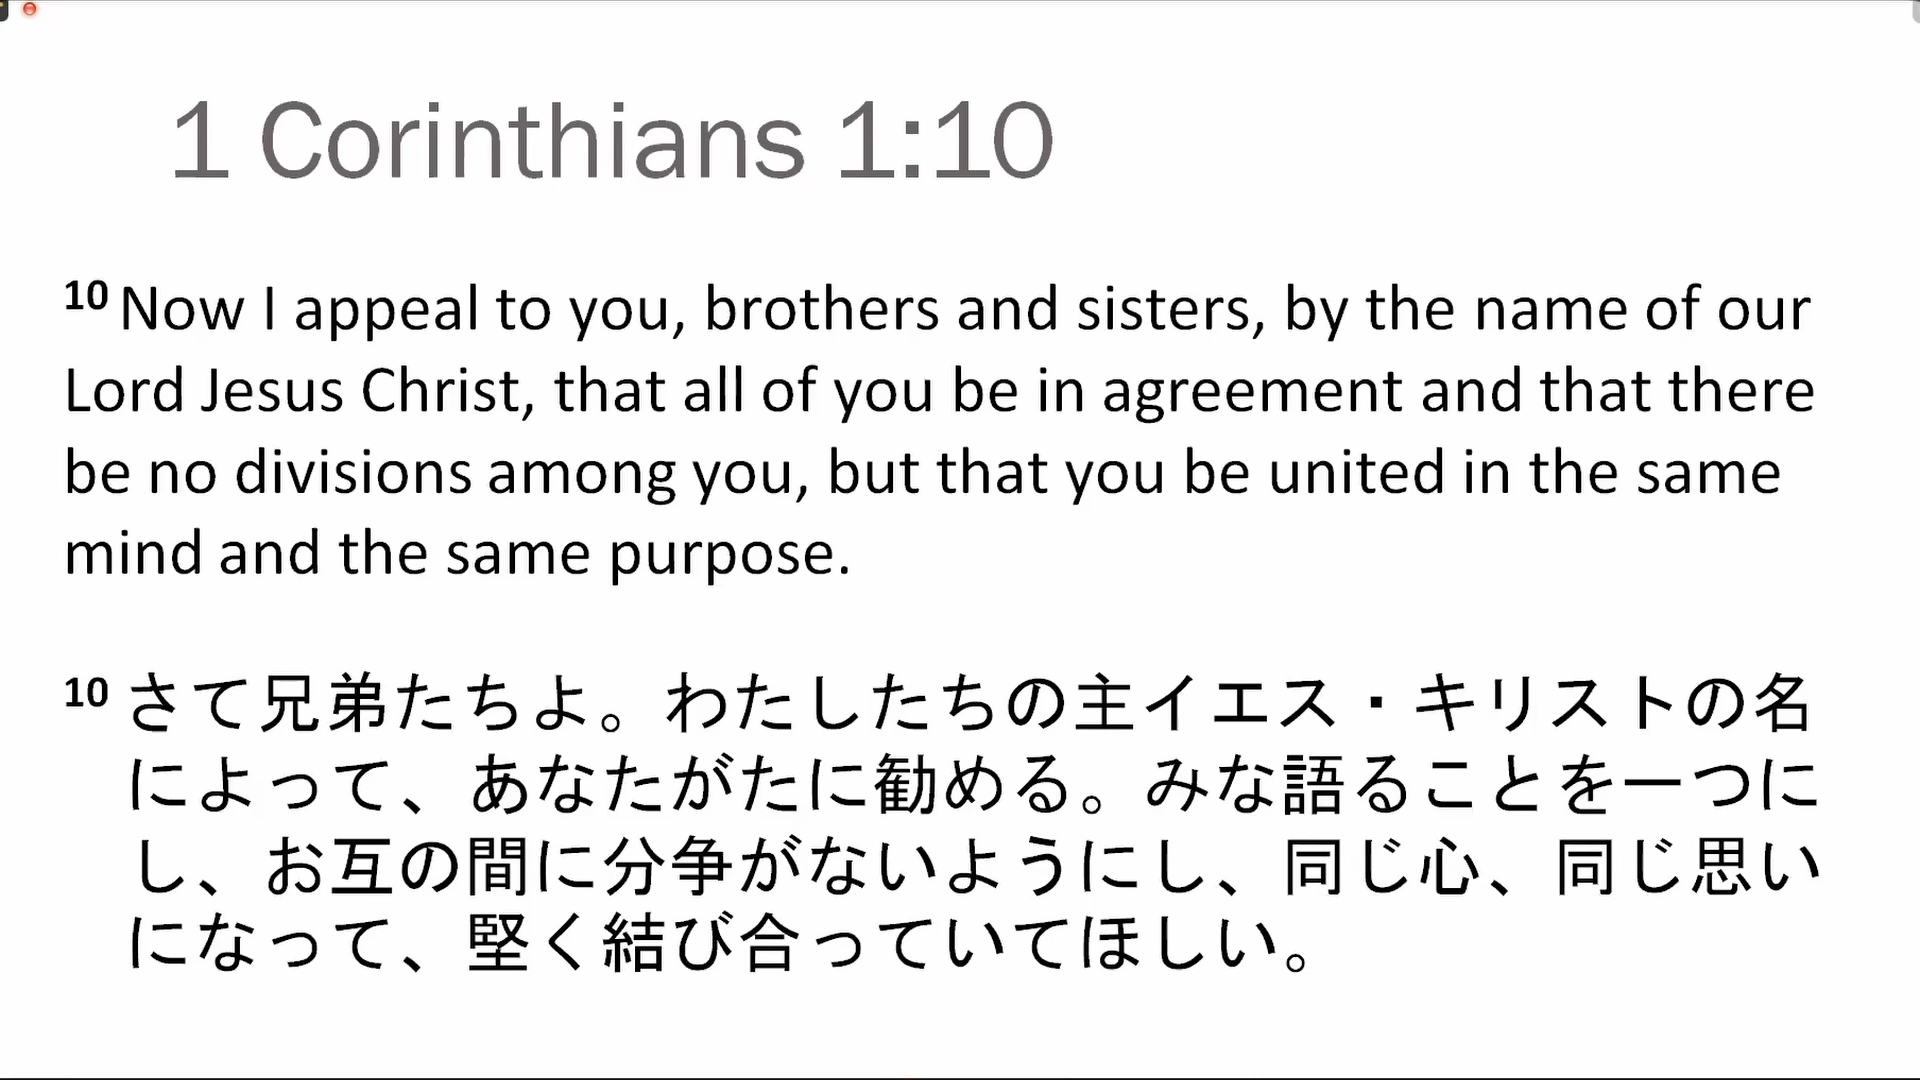 1 Corinthians 1:10
10 Now I appeal to you, brothers and sisters, by the name of our
Lord Jesus Christ, that all of you be in agreement and that there
be no divisions among you, but that you be united in the same
mind and the same purpose.
10 さて兄弟たちよ。わたしたちの主イエス・キリストの名
によって、あなたがたに勧める。みな語ることを一つに
し、お互の間に分争がないようにし、同じ心、同じ思い
になって、堅く結び合っていてほしい。